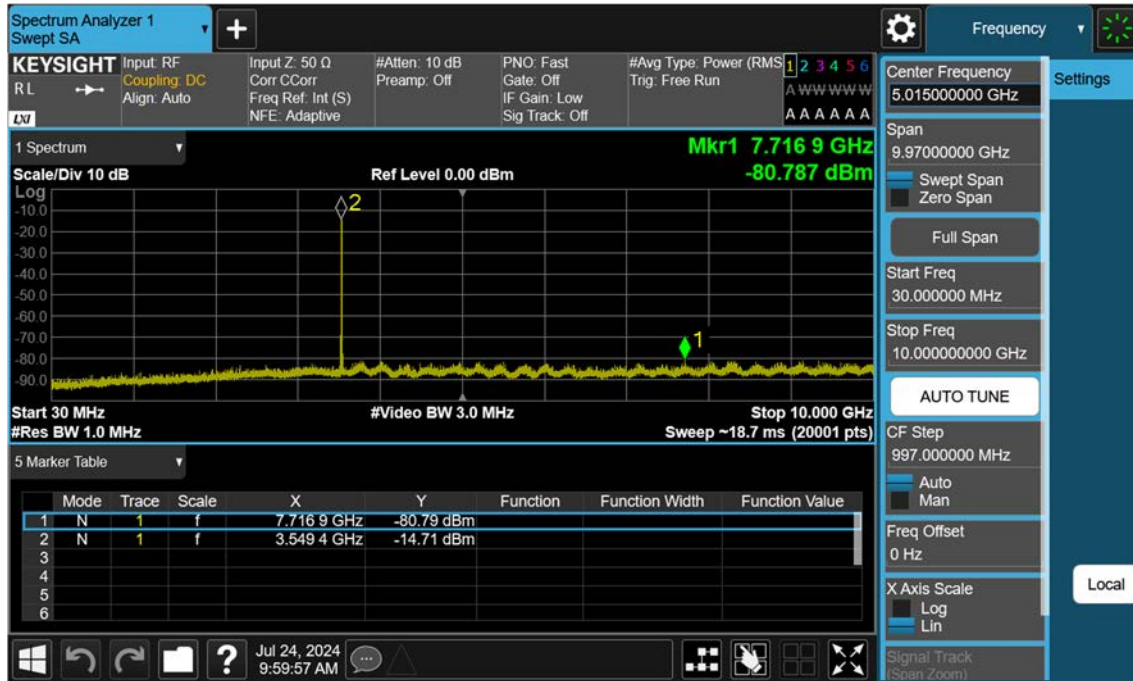 Spectrum Analyzer 1
Swept SA
+
Frequency
KEYSIGHT
R L
LXI
Input: RF
Coupling: DC
Align: Auto
Input Z: 50 Ω
Corr CCorr
Freq Ref: Int (S)
NFE: Adaptive
#Atten: 10 dB
Preamp: Off
PNO: Fast
Gate: Off
IF Gain: Low
Sig Track: Off
#Avg Type: Power (RMS
Trig: Free Run
1 2 3 4 5 6
A W W W W W
A A A A A A
1 Spectrum
Mkr1 7.716 9 GHz
Scale/Div 10 dB
Ref Level 0.00 dBm
-80.787 dBm
Log
-10.0
-20.0
-30.0
-40.0
-50.0
-60.0
-70.0
-80.0
-90.0
2
1
Start 30 MHz
#Video BW 3.0 MHz
Stop 10.000 GHz
#Res BW 1.0 MHz
Sweep ~18.7 ms (20001 pts)
5 Marker Table
Mode Trace Scale X Y Function Function Width Function Value
1 N 1 f 7.716 9 GHz -80.79 dBm
2 N 1 f 3.549 4 GHz -14.71 dBm
3
4
5
6
?
Jul 24, 2024
9:59:57 AM
Center Frequency
5.015000000 GHz
Span
9.97000000 GHz
Swept Span
Zero Span
Full Span
Start Freq
30.000000 MHz
Stop Freq
10.000000000 GHz
AUTO TUNE
CF Step
997.000000 MHz
Auto
Man
Freq Offset
0 Hz
X Axis Scale
Log
Lin
Signal Track
(Span Zoom)
Settings
Local